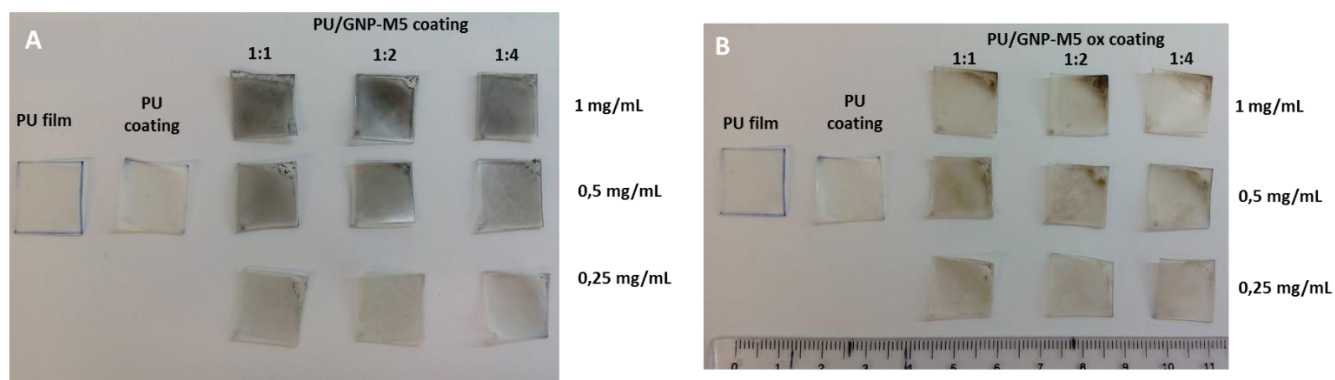 A
PU/GNP-M5 coating
1:1 1:2 1:4
PU film
PU
coating
1 mg/mL
0,5 mg/mL
0,25 mg/mL
B
PU/GNP-M5 ox coating
1:1 1:2 1:4
PU film
PU
coating
1 mg/mL
0,5 mg/mL
0,25 mg/mL
0 1 2 3 4 5 6 7 8 9 10 11